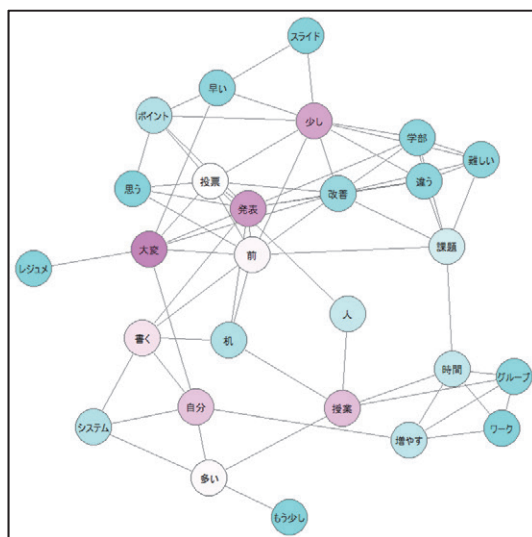 スライド
早い
ポイント
少し
学部
難しい
思う
投票
改善
違う
発表
大変
前
課題
レジュメ
人
書く
机
時間
グループ
自分
授業
システム
増やす
ワーク
多い
もう少し